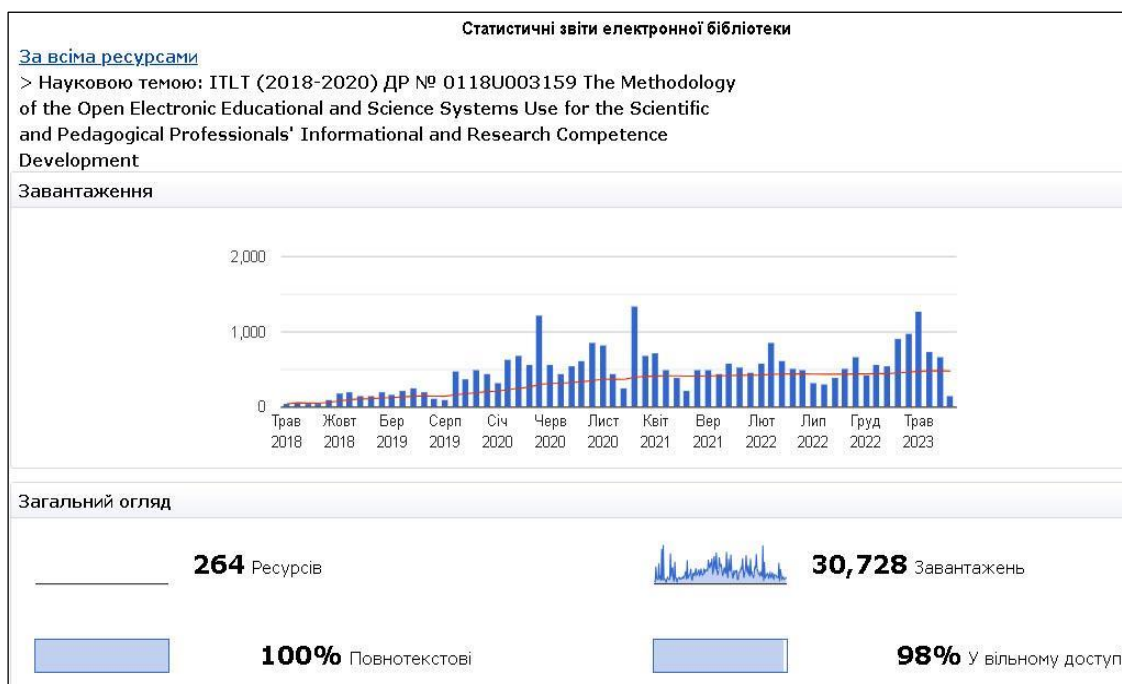 Статистичні звіти електронної бібліотеки
За всіма ресурсами
> Науковою темою: ITLT (2018-2020) ДР № 0118U003159 The Methodology
of the Open Electronic Educational and Science Systems Use for the Scientific
and Pedagogical Professionals' Informational and Research Competence
Development
Завантаження
2,000
1,000
0
Трав Жовт Бер Серп Січ Черв Лист Квіт Вер Лют Лип Груд Трав
2018 2018 2019 2019 2020 2020 2020 2021 2021 2022 2022 2022 2023
Загальний огляд
264 Ресурсів 30,728 Завантажень
100% Повнотекстові 98% У вільному доступ